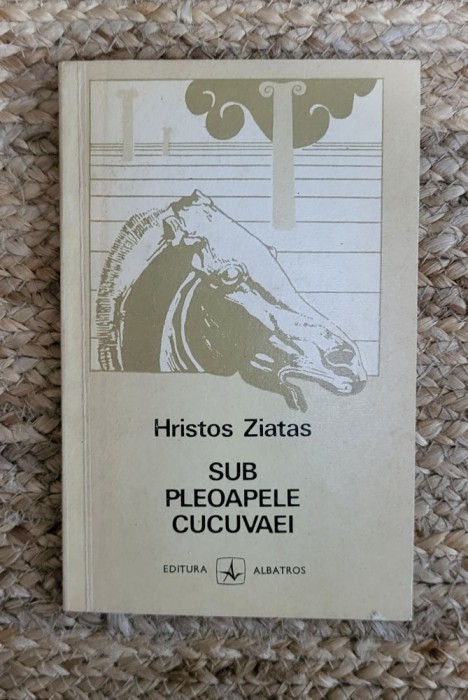 Hristos Ziatas
SUB
PLEOAPELE
CUCUVAEI
EDITURA ALBATROS